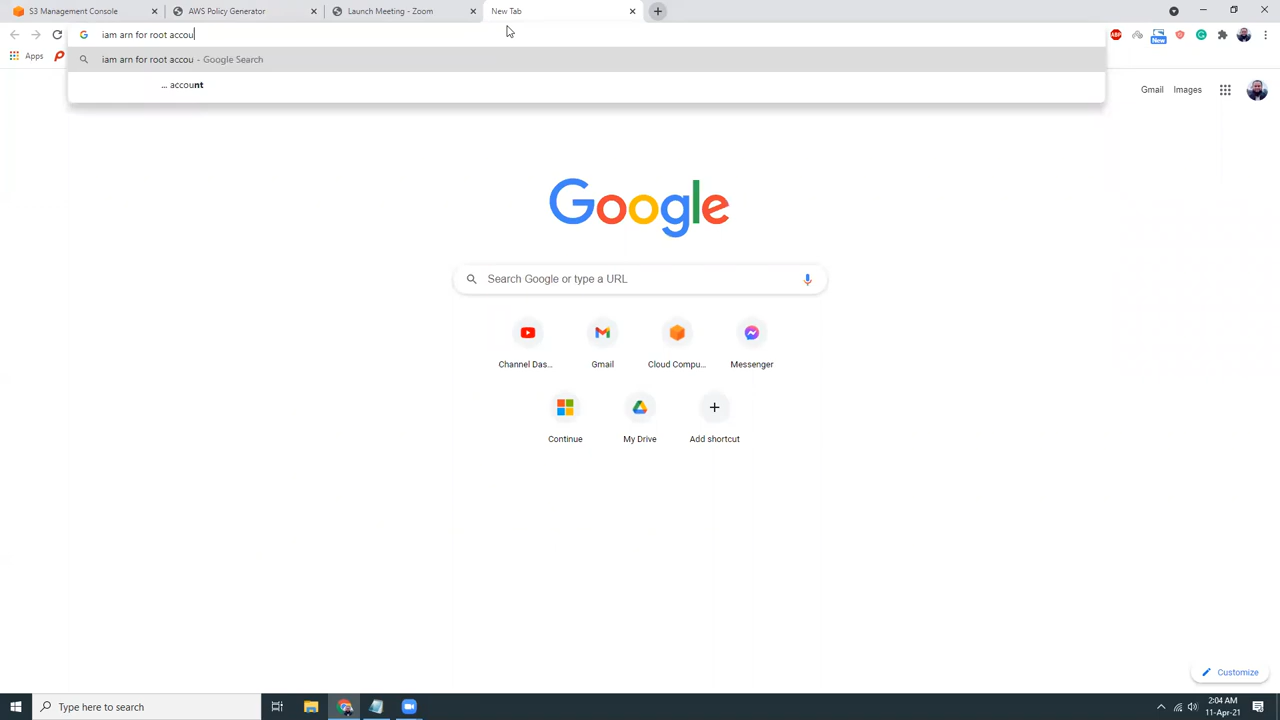 S3 Management Console
AWS Policy Generator
Launch Meeting - Zoom
New Tab
iam arn for root accou
New
Apps
iam arn for root accou - Google Search
... account
ABP
Gmail Images
Google
Search Google or type a URL
Channel Das...
Gmail
Cloud Compu...
Messenger
Continue
My Drive
Add shortcut
Customize
Type here to search
2:04 AM
11-Apr-21